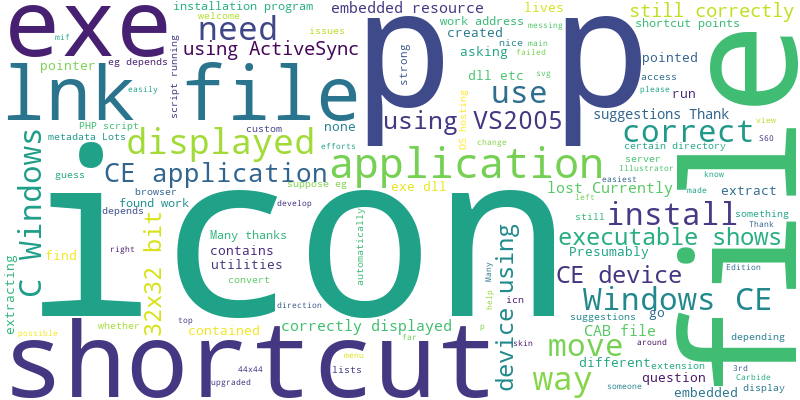 exe
installation program
welcome
need
issues
mif
using ActiveSync
pointer
eg depends
script running
embedded resource
lives
work address
created
messing
nice
main
failed
asking
strong
dll etc
svg
p
p
still correctly
shortcut points
pointed
access
please
run
file
lnk
file
easily
custom
none
efforts
use
using VS2005
OS hosting
change
suggestions Thank
correct
S60
view
certain directory
server
Illustrator
know
PHP script
metadata Lots
displayed
CE application
guess
browser
found work
depends
suppose eg
develop
application
exe dll
easiest
lost Currently
made
extract
left
still
install
something
Thank
C Windows
32x32 bit
find
right
Many thanks
contains
utilities
convert
automatically
direction
icon
device using
executable shows
Presumably
CE device
Edition
Windows CE
extracting
possible
whether
contained
top
correctly displayed
far
p
help
Many
icn
suggestions
go
CAB file
depending
around
shortcut
upgraded
44x44
lists
menu
skin
way
move
different
extension
question
someone
embedded
3rd
Carbide
display